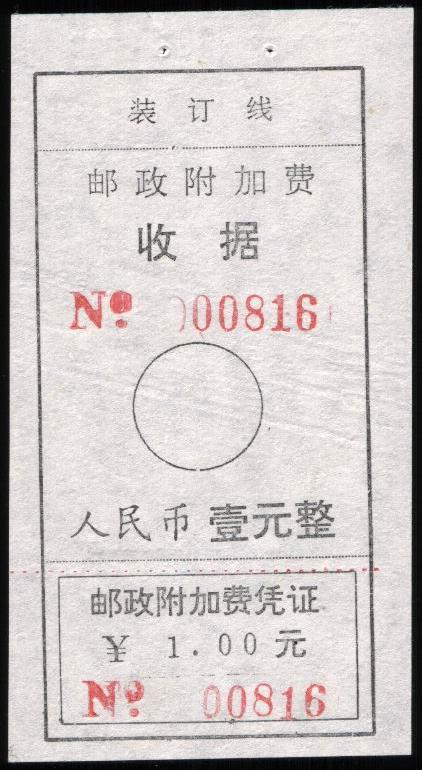 装订线
邮政附加费
收据
№ 000816
人民币壹元整
邮政附加费凭证
¥ 1.00元
№ 00816